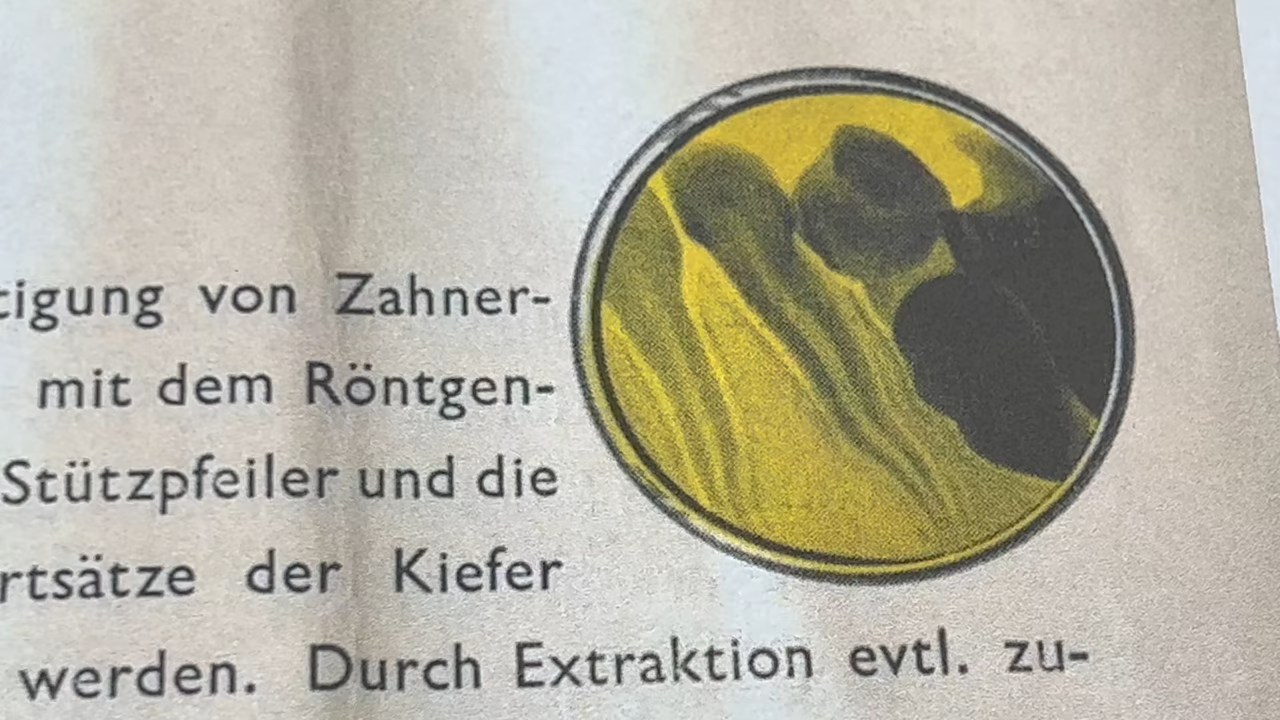 tigung von Zahner-
mit dem Röntgen-
Stützpfeiler und die
rtsätze der Kiefer
werden. Durch Extraktion evtl. zu-